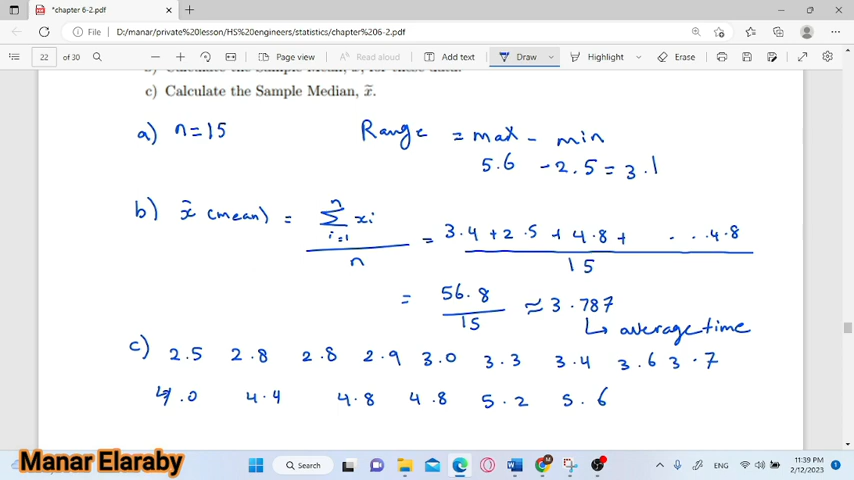 *chapter 6-2.pdf
File D:/manar/private%20lesson/HS%20engineers/statistics/chapter%206-2.pdf
22 of 30 Page view Read aloud Add text Draw Highlight Erase
c) Calculate the Sample Median, x̃.
a) n=15 Range = max - min
5.6 - 2.5 = 3.1
b) x̄ (mean) = n Σ i=1 xi / n = 3.4 + 2.5 + 4.8 + . . . 4.8 / 15
= 56.8 / 15 ≈ 3.787
↳ average time
c) 2.5 2.8 2.8 2.9 3.0 3.3 3.4 3.6 3.7
4.0 4.4 4.8 4.8 5.2 5.6
Manar Elaraby
Search
ENG
11:39 PM
2/12/2023